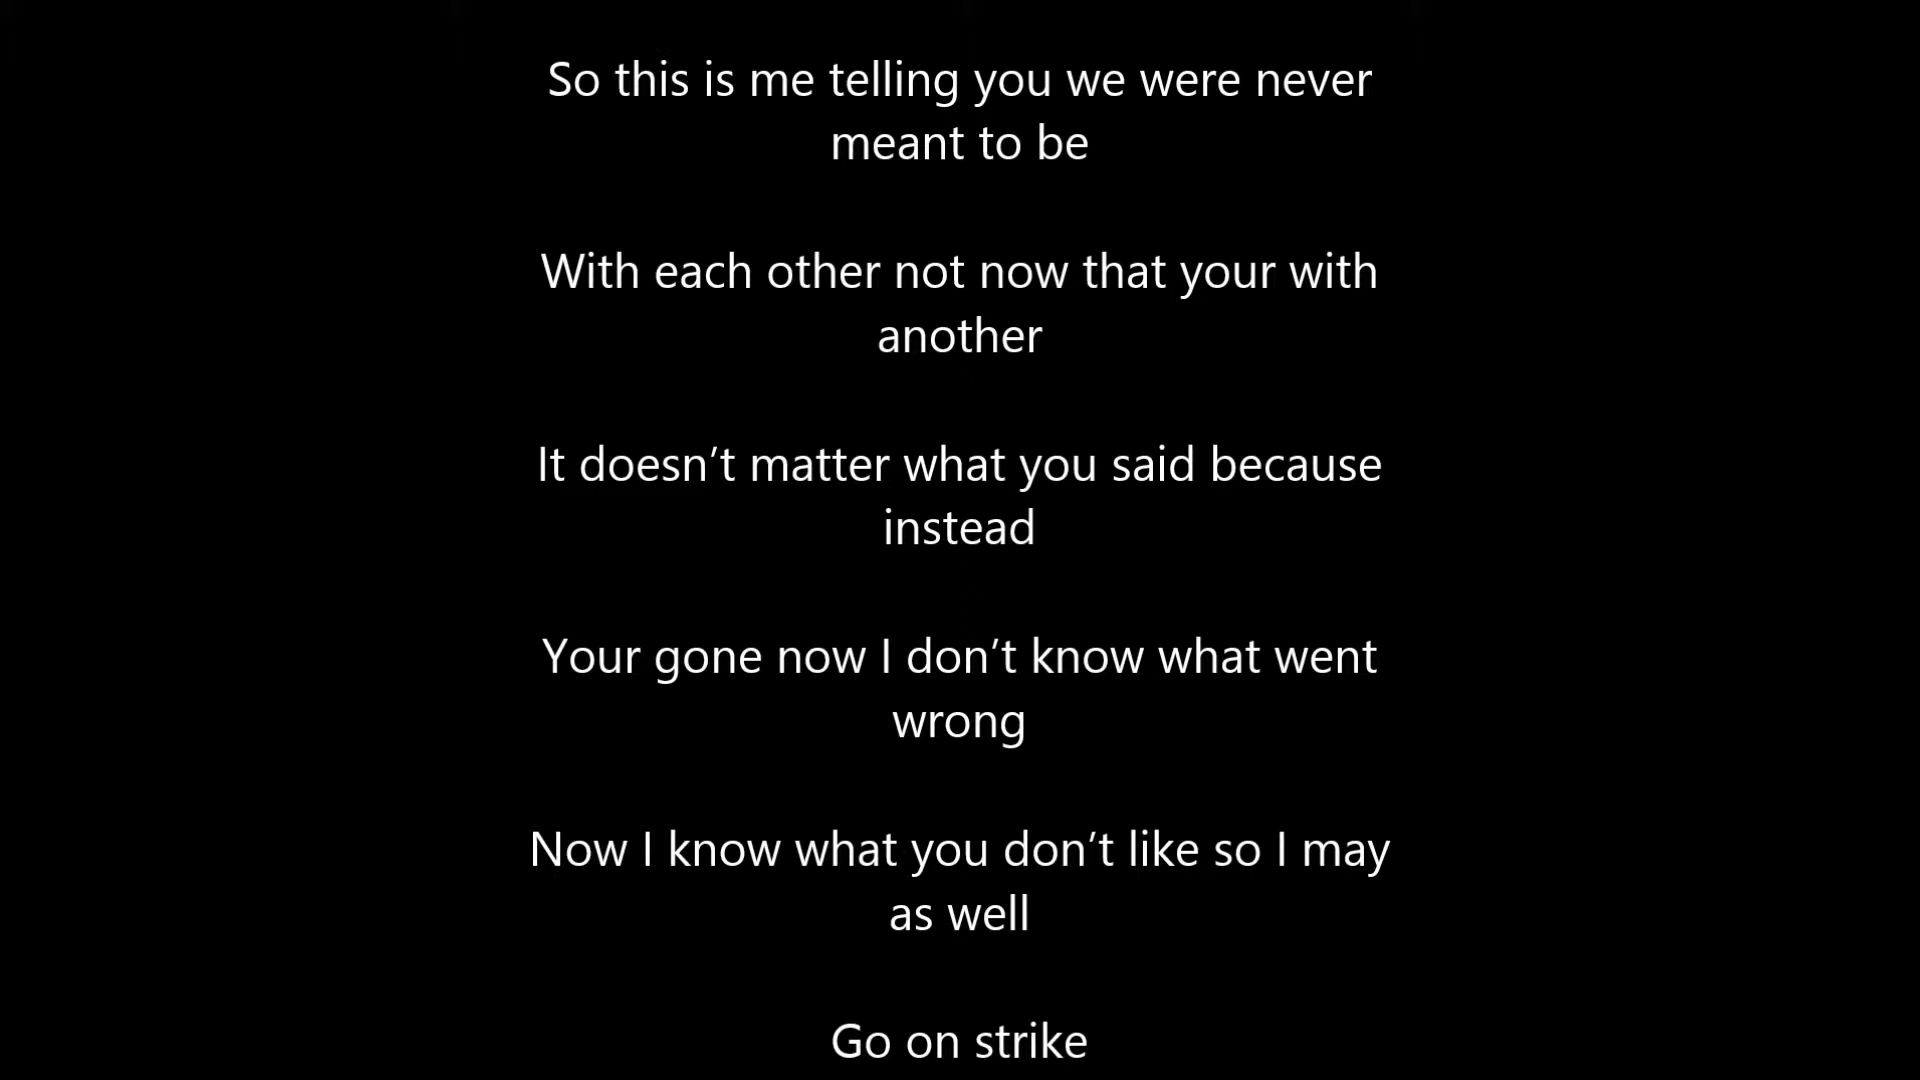 So this is me telling you we were never
meant to be
With each other not now that your with
another
It doesn’t matter what you said because
instead
Your gone now I don’t know what went
wrong
Now I know what you don’t like so I may
as well
Go on strike